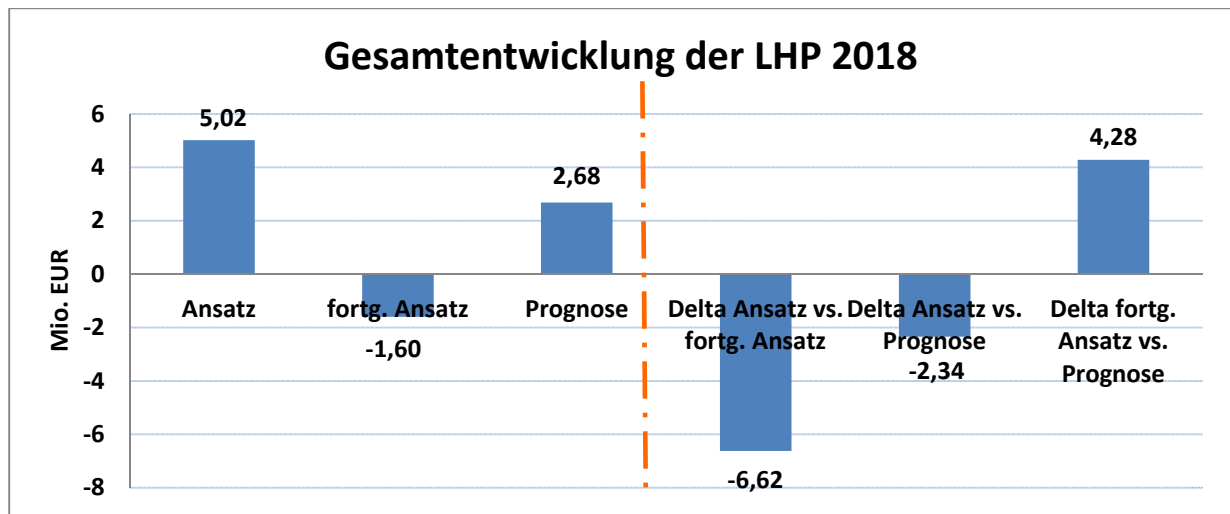 Gesamtentwicklung der LHP 2018
Mio. EUR
6
4
2
0
-2
-4
-6
-8
5,02
-1,60
2,68
-6,62
-2,34
4,28
Ansatz
fortg. Ansatz
Prognose
Delta Ansatz vs.
fortg. Ansatz
Delta Ansatz vs.
Prognose
Delta fortg.
Ansatz vs.
Prognose